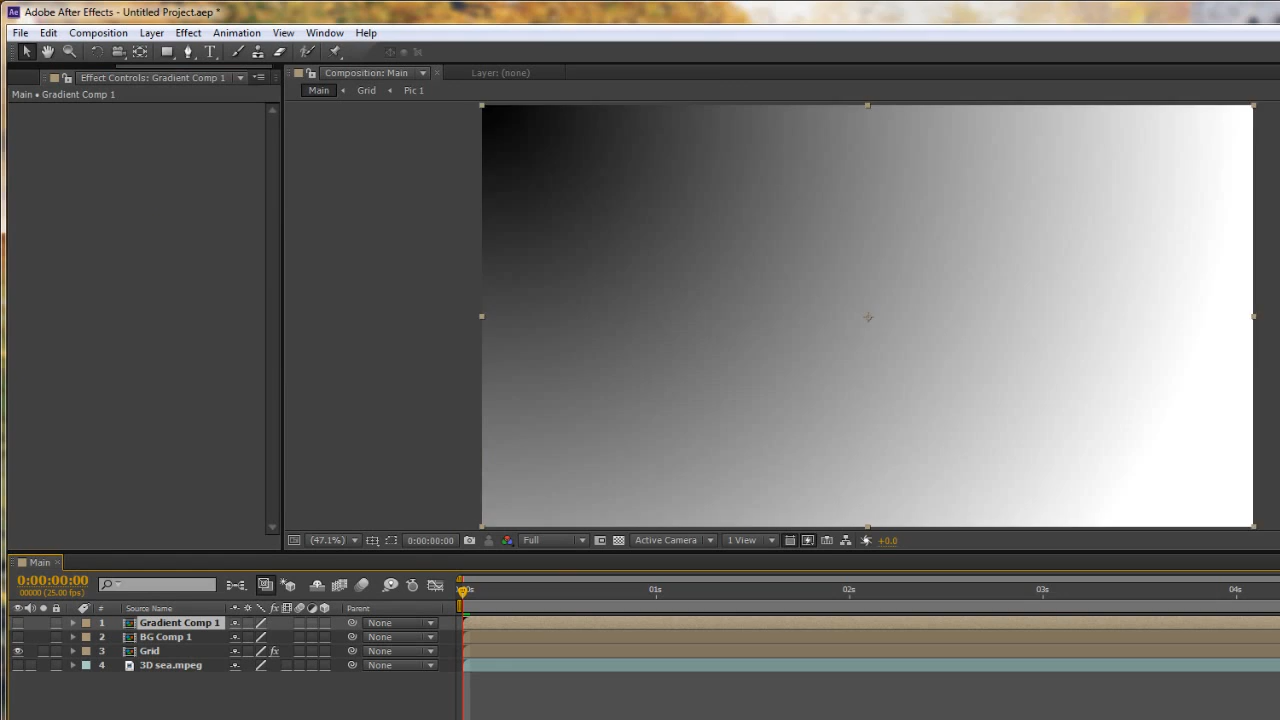 Ae Adobe After Effects - Untitled Project.aep *
File Edit Composition Layer Effect Animation View Window Help
Effect Controls: Gradient Comp 1
Composition: Main
Layer: (none)
Main • Gradient Comp 1
Main Grid Pic 1
(47.1%) 0:00:00:00 Full Active Camera 1 View +0.0
Main
0:00:00:00
00000 (25.00 fps)
01s 02s 03s 04s
# Source Name fx Parent
1 Gradient Comp 1 None
2 BG Comp 1 None
3 Grid fx None
4 3D sea.mpeg None